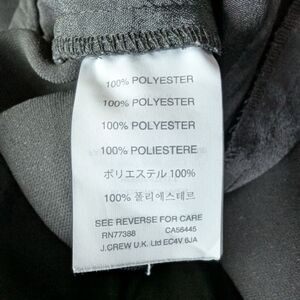 100% POLYESTER
100% POLYESTER
100% POLYESTER
100% POLIESTERE
ポリエステル 100%
100% 폴리에스테르
SEE REVERSE FOR CARE
RN77388 CA56445
J.CREW U.K. Ltd EC4V 6JA